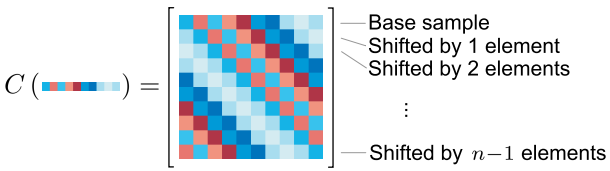 C ( ) =
Base sample
Shifted by 1 element
Shifted by 2 elements
⋮
Shifted by n−1 elements